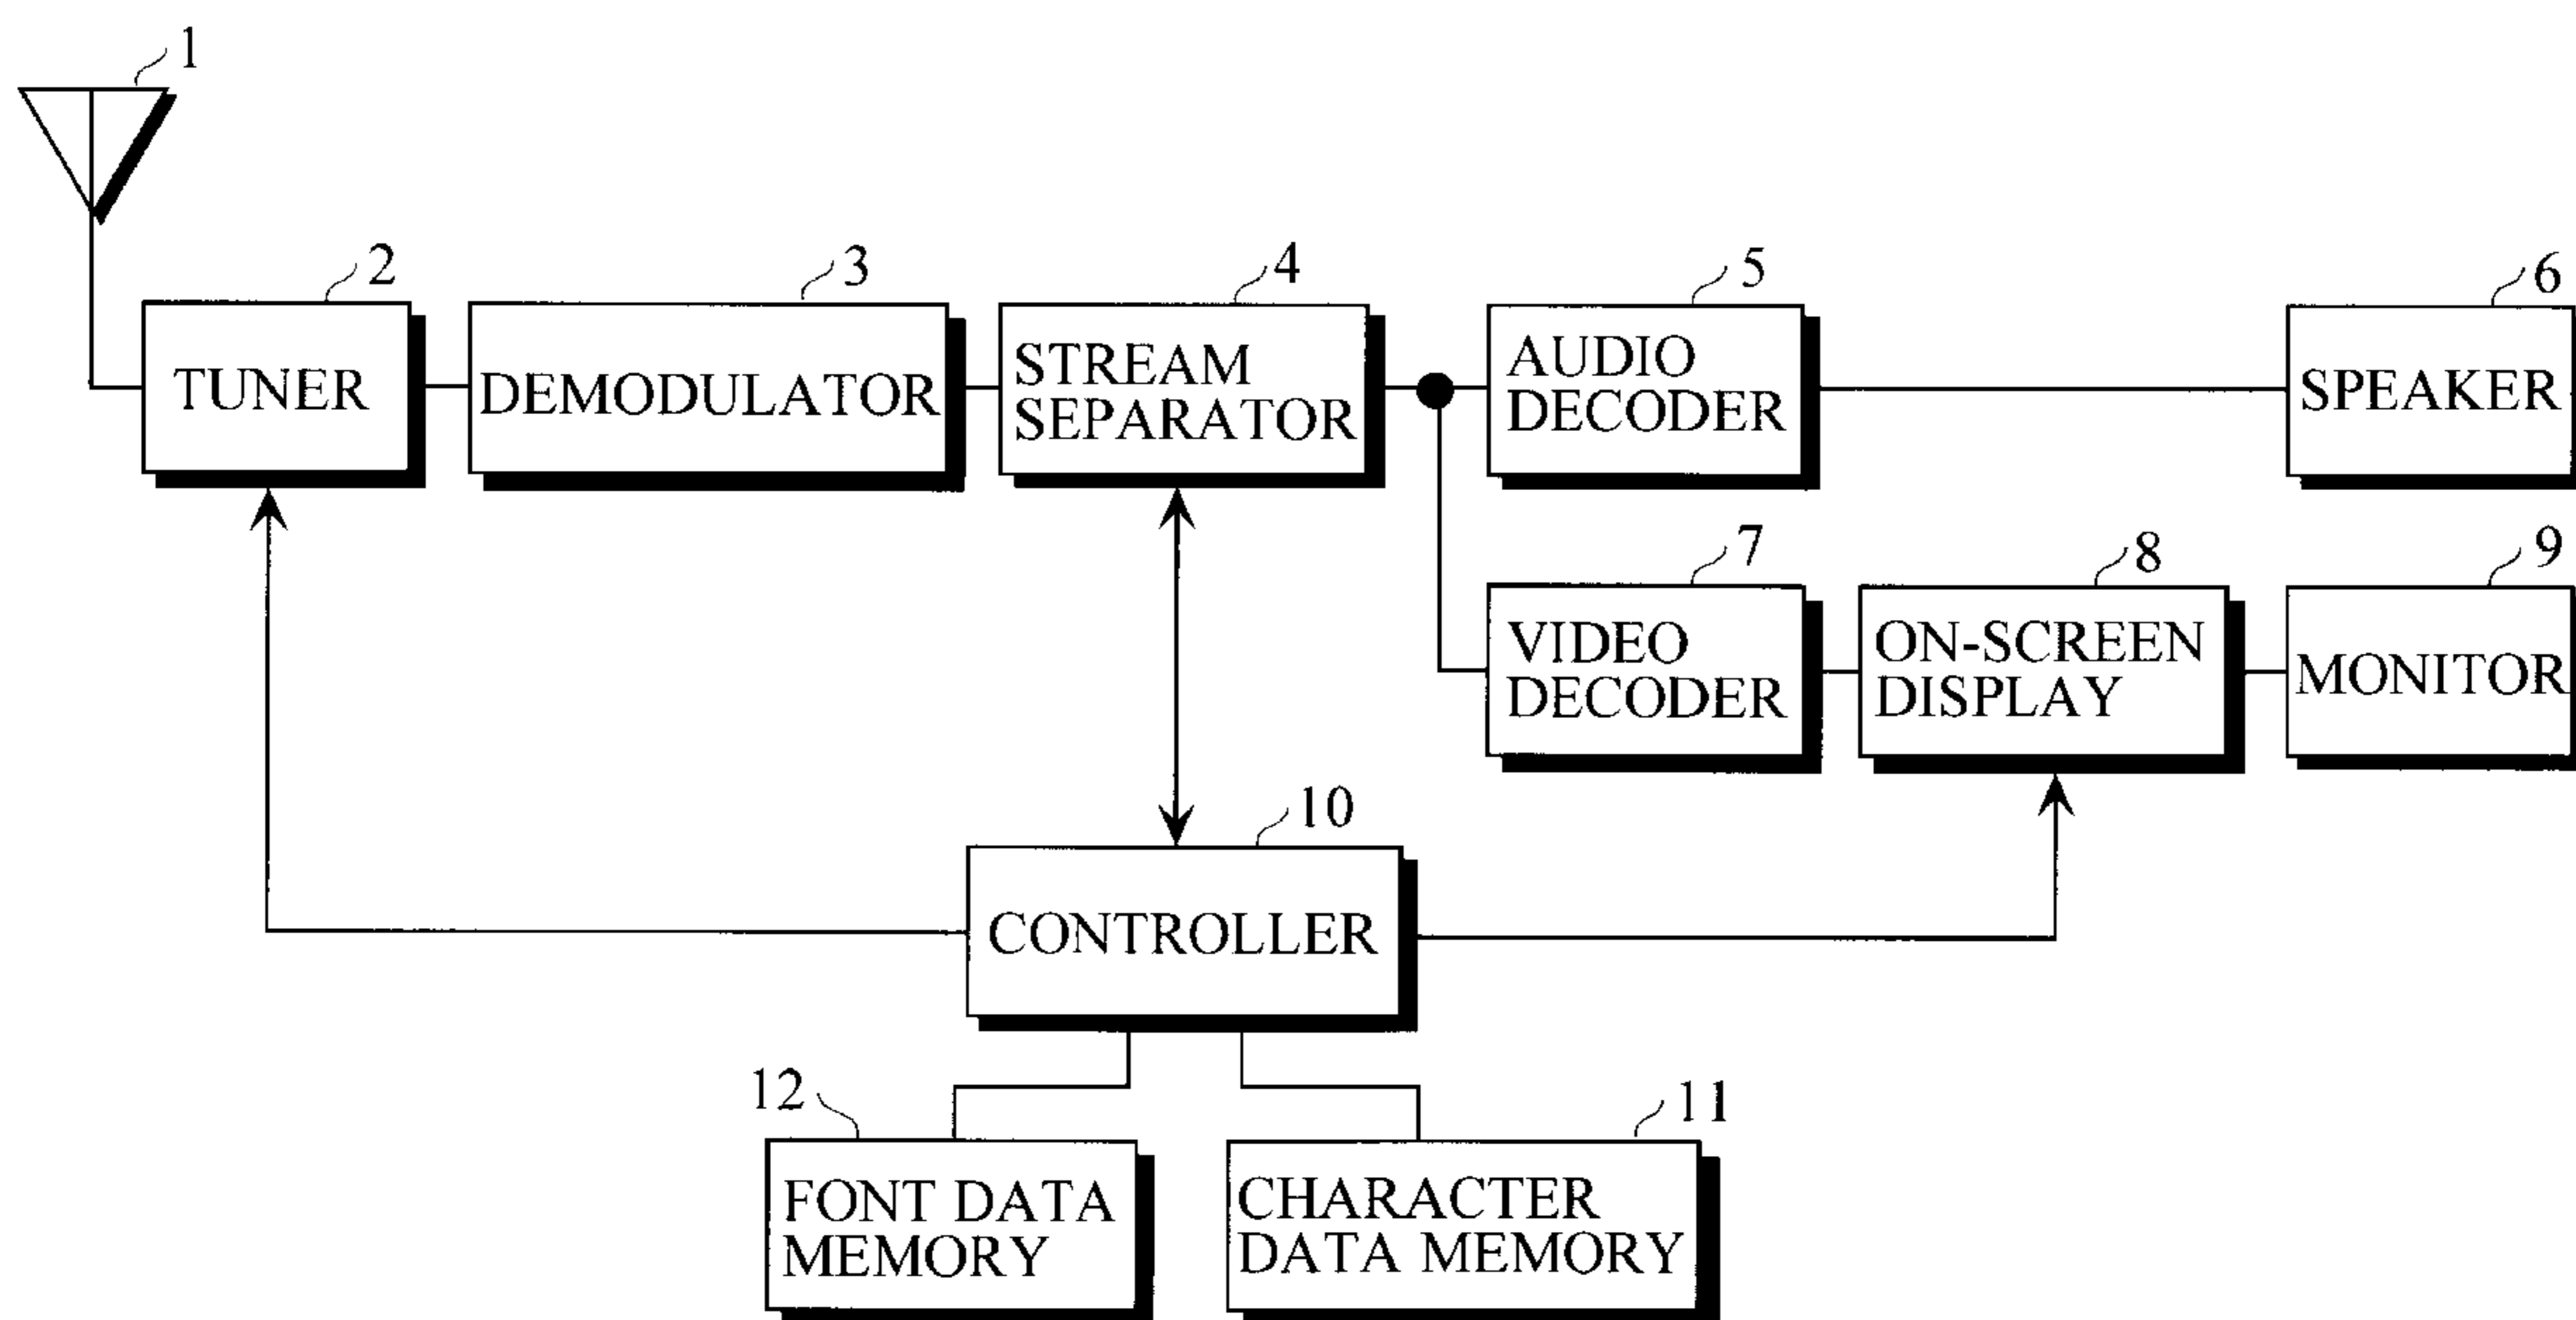 1
2
3
4
5
6
TUNER
DEMODULATOR
STREAM
SEPARATOR
AUDIO
DECODER
SPEAKER
7
8
9
VIDEO
DECODER
ON-SCREEN
DISPLAY
MONITOR
10
CONTROLLER
12
11
FONT DATA
MEMORY
CHARACTER
DATA MEMORY